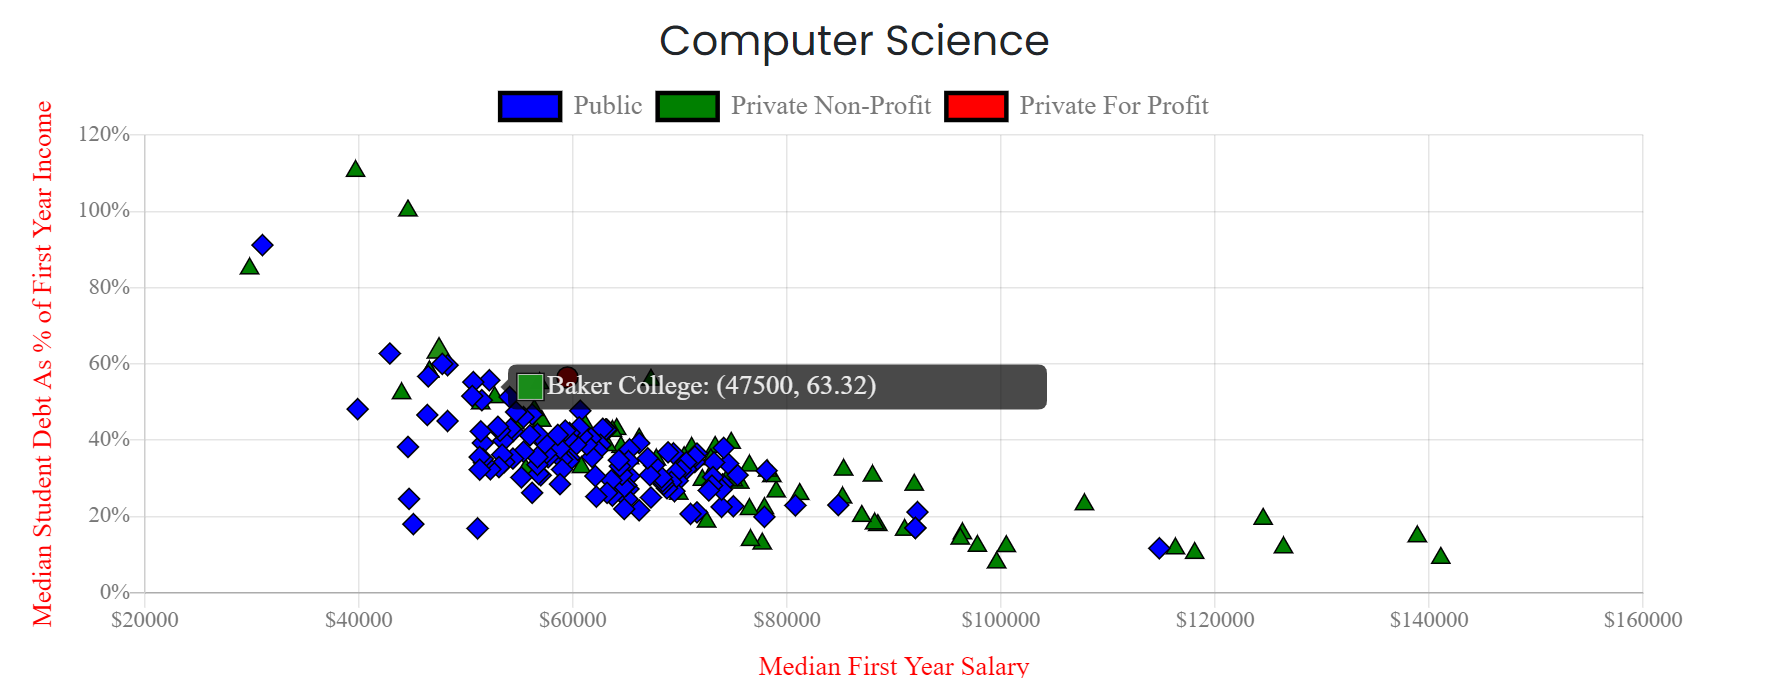 Computer Science
Public Private Non-Profit Private For Profit
Median Student Debt As % of First Year Income
120%
100%
80%
60%
Baker College: (47500, 63.32)
40%
20%
0%
$20000 $40000 $60000 $80000 $100000 $120000 $140000 $160000
Median First Year Salary